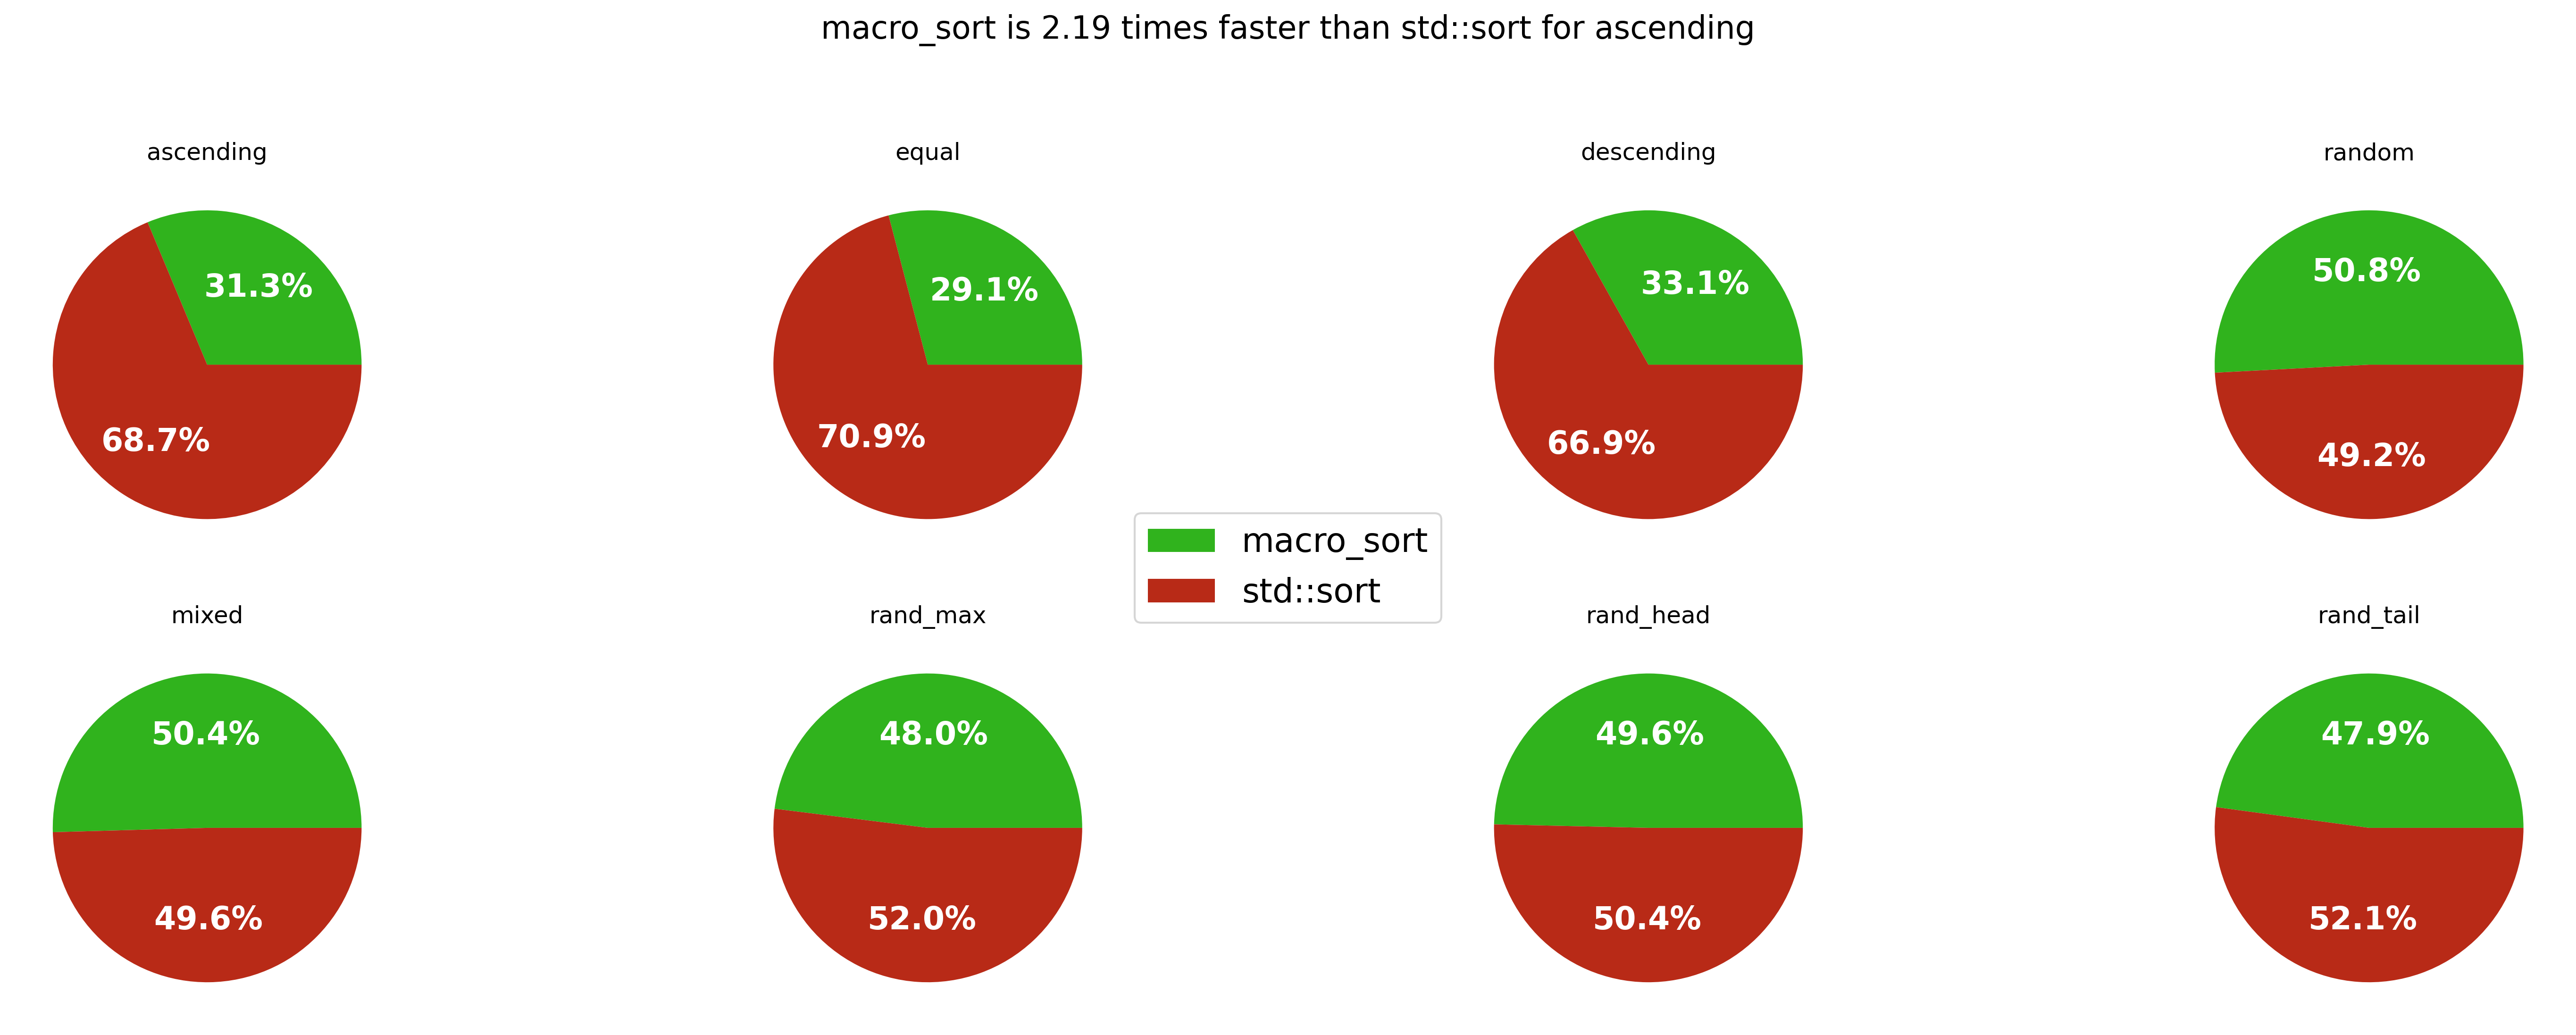 macro_sort is 2.19 times faster than std::sort for ascending
ascending
31.3%
68.7%
equal
29.1%
70.9%
descending
33.1%
66.9%
random
50.8%
49.2%
macro_sort
std::sort
mixed
50.4%
49.6%
rand_max
48.0%
52.0%
rand_head
49.6%
50.4%
rand_tail
47.9%
52.1%